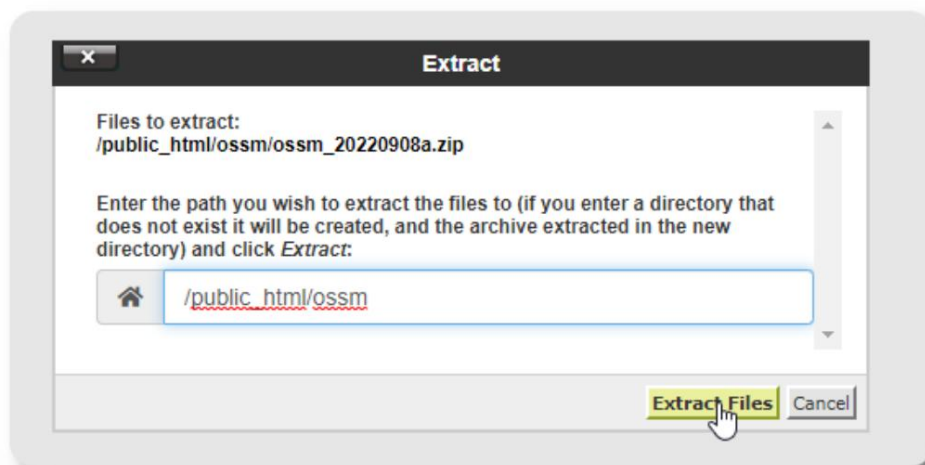 Extract
Files to extract:
/public_html/ossm/ossm_20220908a.zip
Enter the path you wish to extract the files to (if you enter a directory that
does not exist it will be created, and the archive extracted in the new
directory) and click Extract:
/public_html/ossm
Extract Files Cancel